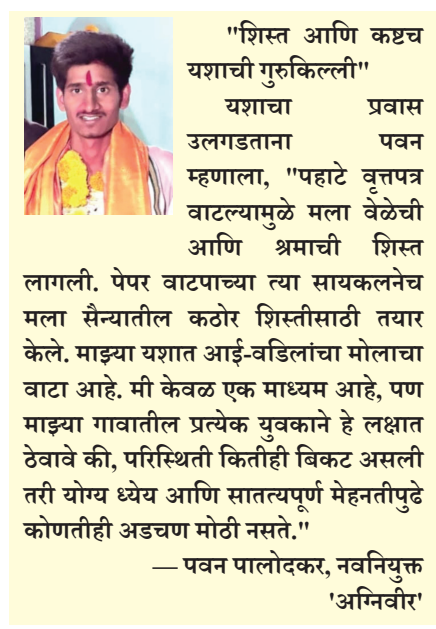 "शिस्त आणि कष्टच
यशाची गुरुकिल्ली"
यशाचा प्रवास
उलगडताना पवन
म्हणाला, "पहाटे वृत्तपत्र
वाटल्यामुळे मला वेळेची
आणि श्रमाची शिस्त
लागली. पेपर वाटपाच्या त्या सायकलनेच
मला सैन्यातील कठोर शिस्तीसाठी तयार
केले. माझ्या यशात आई-वडिलांचा मोलाचा
वाटा आहे. मी केवळ एक माध्यम आहे, पण
माझ्या गावातील प्रत्येक युवकाने हे लक्षात
ठेवावे की, परिस्थिती कितीही बिकट असली
तरी योग्य ध्येय आणि सातत्यपूर्ण मेहनतीपुढे
कोणतीही अडचण मोठी नसते."
— पवन पालोदकर, नवनियुक्त
'अग्निवीर'